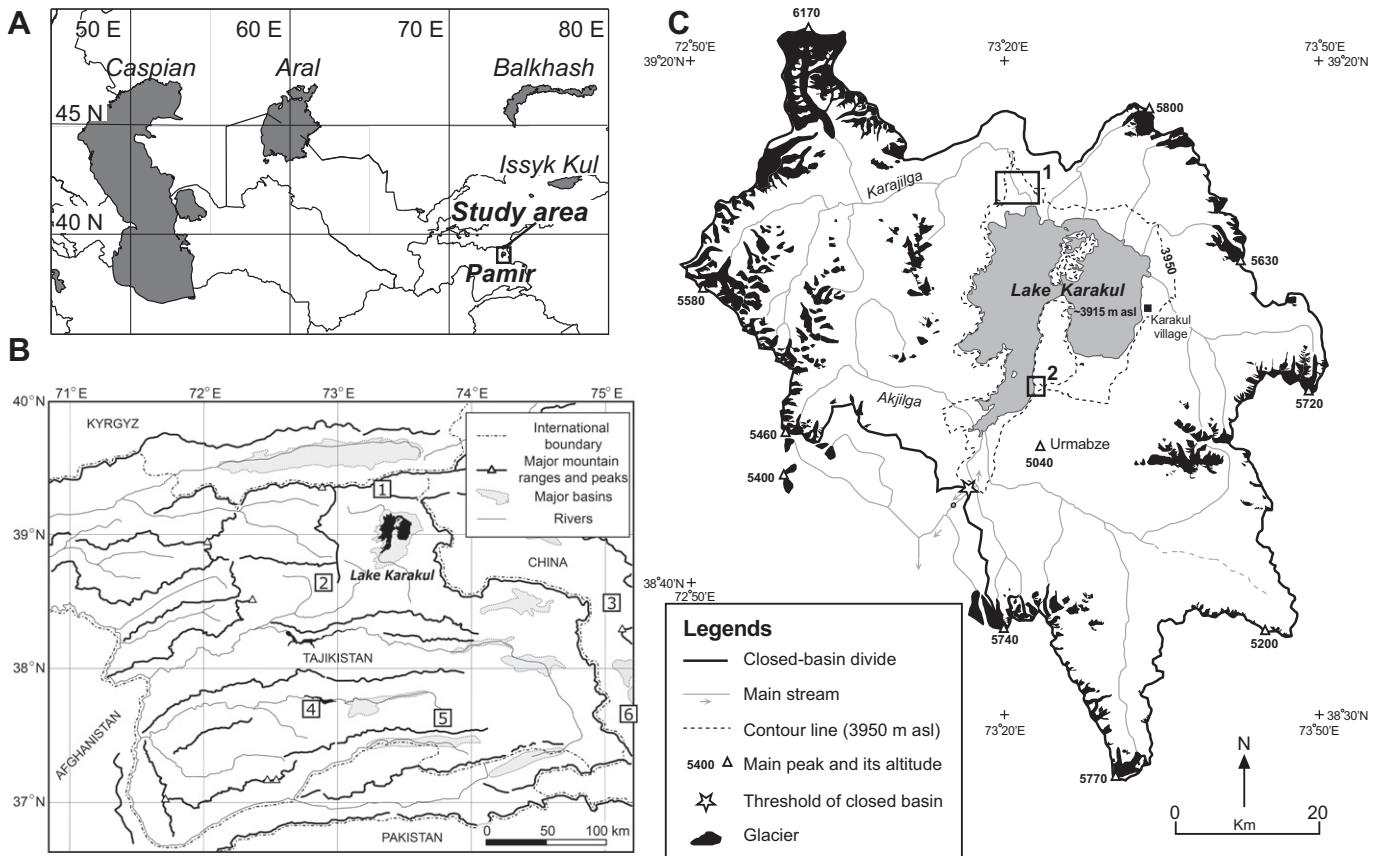 A
50 E
60 E
70 E
80 E
Caspian
Aral
Balkhash
45 N
Issyk Kul
40 N
Study area
Pamir
B
71° 72° 73° 74° 75° E
40° N
39° N
38° N
37° N
KYRGYZ
International
boundary
Major mountain
ranges and peaks
Major basins
Rivers
1
Lake Karakul
CHINA
2
3
TAJIKISTAN
4
5
6
AFGHANISTAN
PAKISTAN
0 50 100 km
C
6170
72°50'E
73°20'E
73°50'E
39°20'N
39°20'N
5800
1
Karajilga
3950
5630
5580
Lake Karakul
~3915 m asl
Karakul
village
2
5720
Akjilga
5460
5400
Urmabze
5040
38°40'N
72°50'E
5740
5200
38°30'N
73°20'E
73°50'E
5770
N
0 20
Km
Legends
Closed-basin divide
Main stream
Contour line (3950 m asl)
5400 Main peak and its altitude
Threshold of closed basin
Glacier